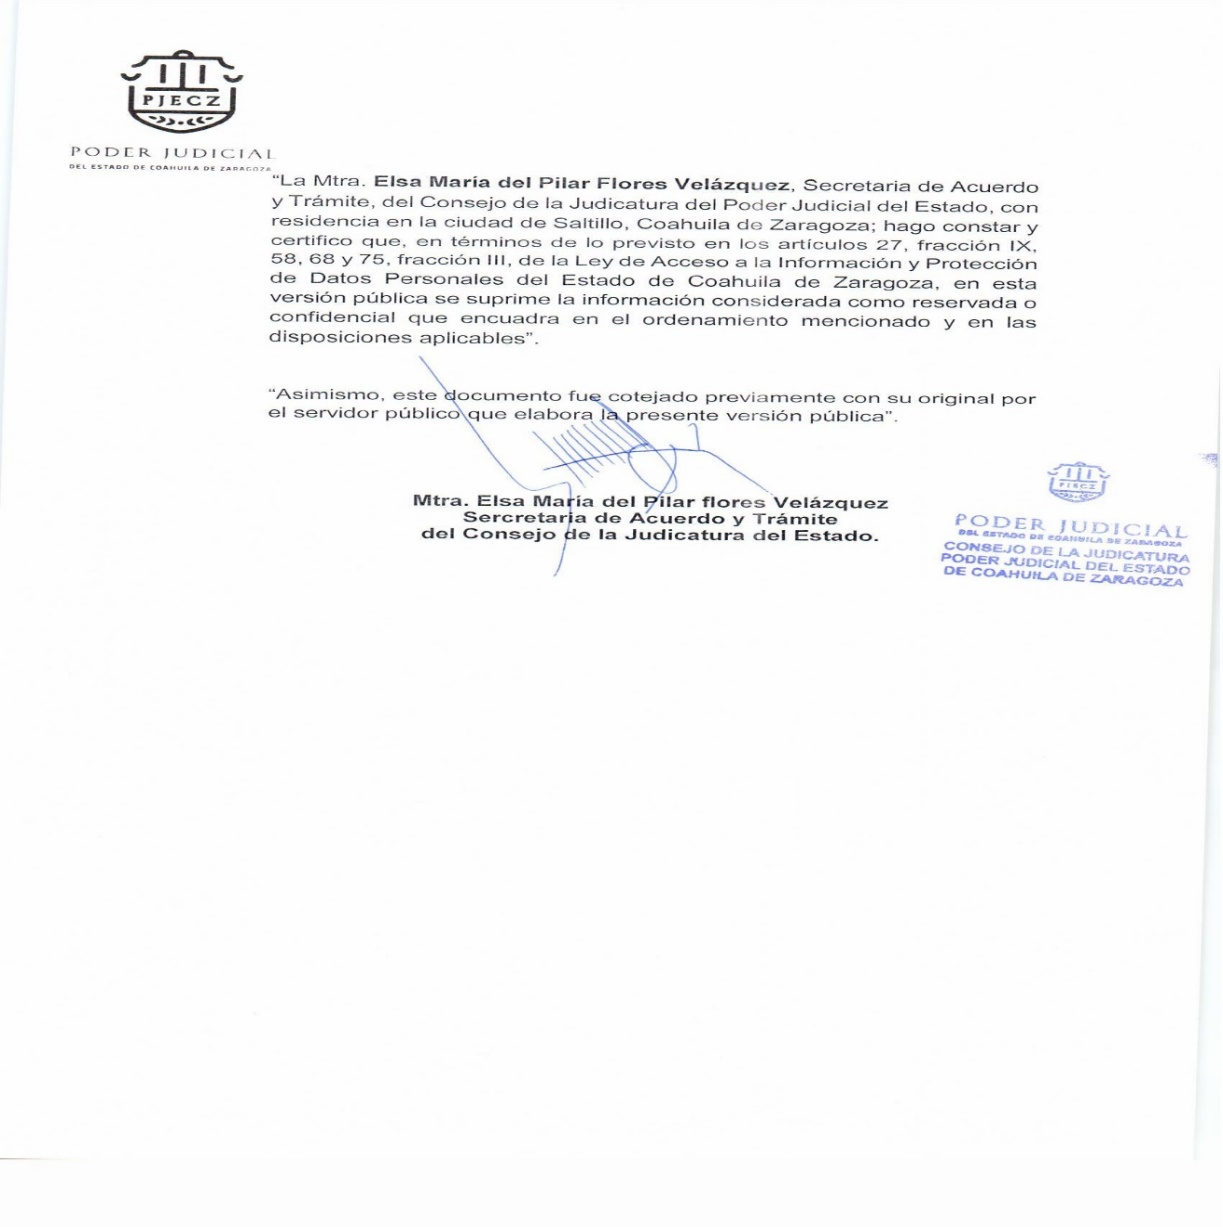 PJECZ
PODER JUDICIAL
DEL ESTADO DE COAHUILA DE ZARAGOZA
“La Mtra. Elsa María del Pilar Flores Velázquez, Secretaria de Acuerdo
y Trámite, del Consejo de la Judicatura del Poder Judicial del Estado, con
residencia en la ciudad de Saltillo, Coahuila de Zaragoza; hago constar y
certifico que, en términos de lo previsto en los artículos 27, fracción IX,
58, 68 y 75, fracción III, de la Ley de Acceso a la Información y Protección
de Datos Personales del Estado de Coahuila de Zaragoza, en esta
versión pública se suprime la información considerada como reservada o
confidencial que encuadra en el ordenamiento mencionado y en las
disposiciones aplicables”.
“Asimismo, este documento fue cotejado previamente con su original por
el servidor público que elabora la presente versión pública”.
Mtra. Elsa María del Pilar flores Velázquez
Sercretaria de Acuerdo y Trámite
del Consejo de la Judicatura del Estado.
PJECZ
PODER JUDICIAL
DEL ESTADO DE COAHUILA DE ZARAGOZA
CONSEJO DE LA JUDICATURA
PODER JUDICIAL DEL ESTADO
DE COAHUILA DE ZARAGOZA